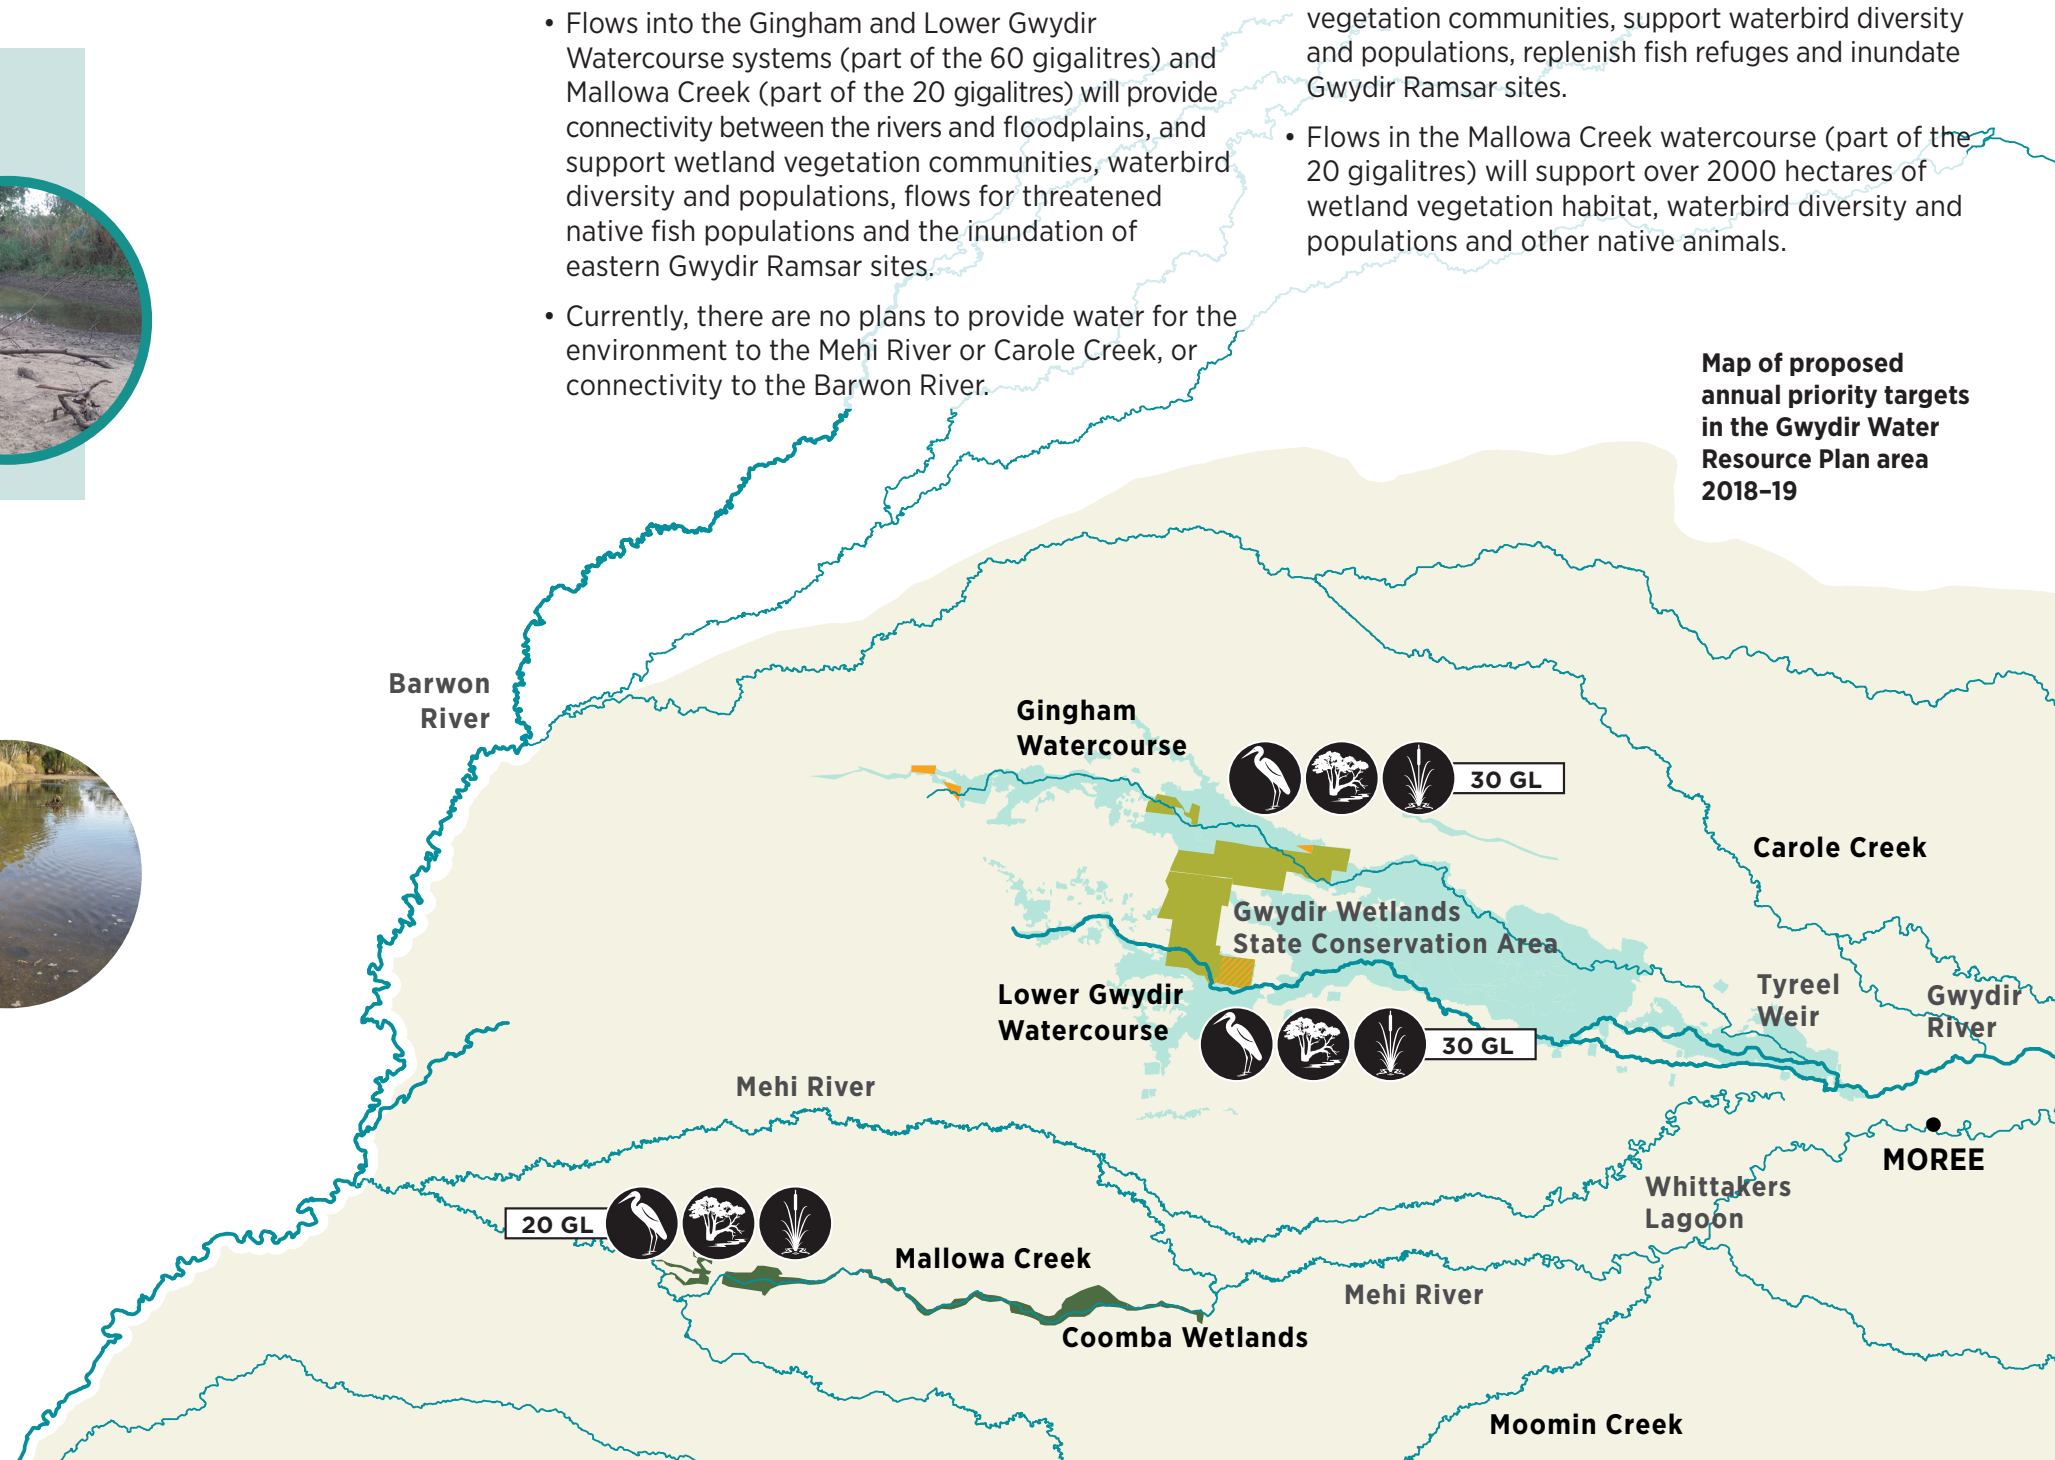 • Flows into the Gingham and Lower Gwydir
Watercourse systems (part of the 60 gigalitres) and
Mallowa Creek (part of the 20 gigalitres) will provide
connectivity between the rivers and floodplains, and
support wetland vegetation communities, waterbird
diversity and populations, flows for threatened
native fish populations and the inundation of
eastern Gwydir Ramsar sites.
• Currently, there are no plans to provide water for the
environment to the Mehi River or Carole Creek, or
connectivity to the Barwon River.
vegetation communities, support waterbird diversity
and populations, replenish fish refuges and inundate
Gwydir Ramsar sites.
• Flows in the Mallowa Creek watercourse (part of the
20 gigalitres) will support over 2000 hectares of
wetland vegetation habitat, waterbird diversity and
populations and other native animals.
Map of proposed
annual priority targets
in the Gwydir Water
Resource Plan area
2018–19
Barwon
River
Gingham
Watercourse
30 GL
Carole Creek
Gwydir Wetlands
State Conservation Area
Lower Gwydir
Watercourse
30 GL
Tyreel
Weir
Gwydir
River
Mehi River
MOREE
Whittakers
Lagoon
20 GL
Mallowa Creek
Mehi River
Coomba Wetlands
Moomin Creek